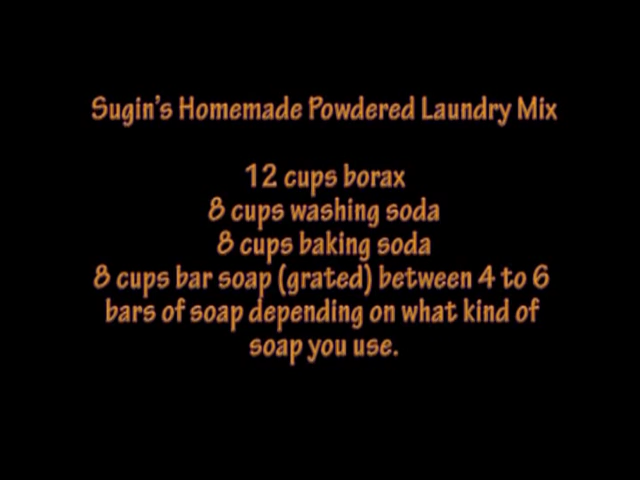 Sugin's Homemade Powdered Laundry Mix
12 cups borax
8 cups washing soda
8 cups baking soda
8 cups bar soap (grated) between 4 to 6
bars of soap depending on what kind of
soap you use.